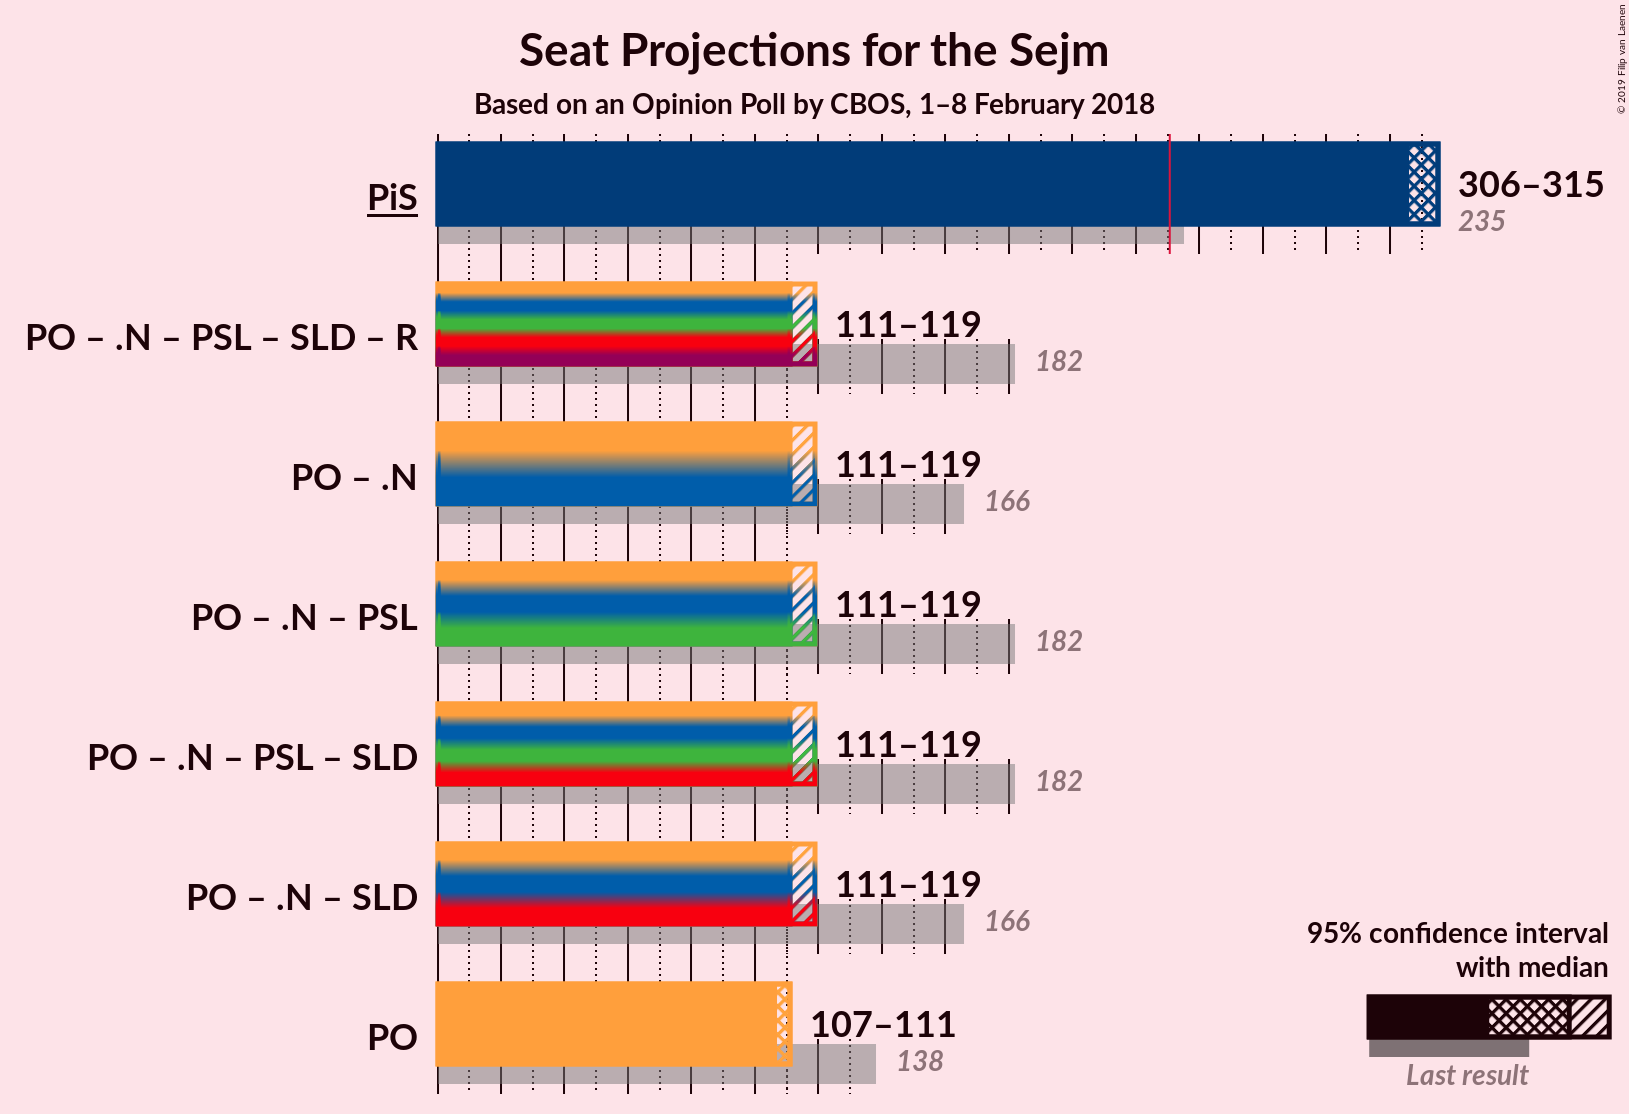 Seat Projections for the Sejm
Based on an Opinion Poll by CBOS, 1–8 February 2018
© 2019 Filip van Laenen
PiS
306–315
235
PO – .N – PSL – SLD – R
111–119
182
PO – .N
111–119
166
PO – .N – PSL
111–119
182
PO – .N – PSL – SLD
111–119
182
PO – .N – SLD
111–119
166
PO
107–111
138
95% confidence interval
with median
Last result